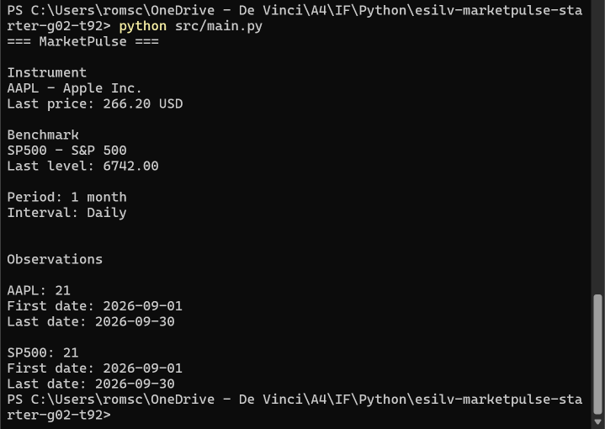 PS C:\Users\romsc\OneDrive - De Vinci\A4\IF\Python\esilv-marketpulse-sta
rter-g02-t92> python src/main.py
=== MarketPulse ===
Instrument
AAPL - Apple Inc.
Last price: 266.20 USD
Benchmark
SP500 - S&P 500
Last level: 6742.00
Period: 1 month
Interval: Daily
Observations
AAPL: 21
First date: 2026-09-01
Last date: 2026-09-30
SP500: 21
First date: 2026-09-01
Last date: 2026-09-30
PS C:\Users\romsc\OneDrive - De Vinci\A4\IF\Python\esilv-marketpulse-sta
rter-g02-t92>